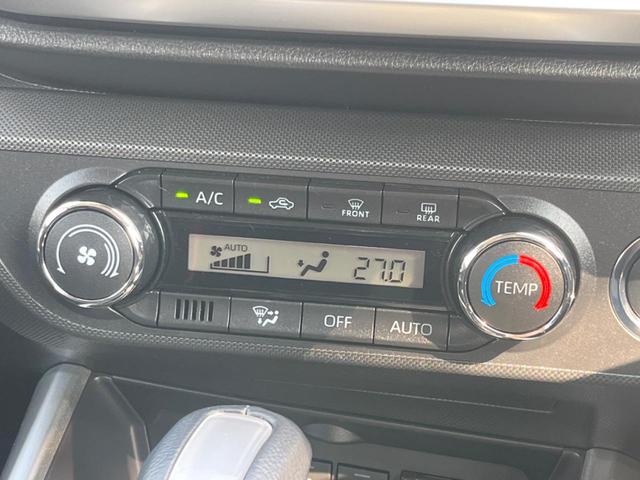 A/C
FRONT
REAR
AUTO
27.0
TEMP
OFF
AUTO